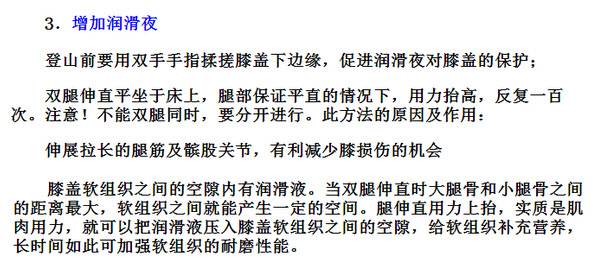 3．增加润滑夜
登山前要用双手手指揉搓膝盖下边缘，促进润滑夜对膝盖的保护；
双腿伸直平坐于床上，腿部保证平直的情况下，用力抬高，反复一百
次。注意！不能双腿同时，要分开进行。此方法的原因及作用：
伸展拉长的腿筋及髌股关节，有利减少膝损伤的机会
膝盖软组织之间的空隙内有润滑液。当双腿伸直时大腿骨和小腿骨之间
的距离最大，软组织之间就能产生一定的空间。腿伸直用力上抬，实质是肌
肉用力，就可以把润滑液压入膝盖软组织之间的空隙，给软组织补充营养，
长时间如此可加强软组织的耐磨性能。